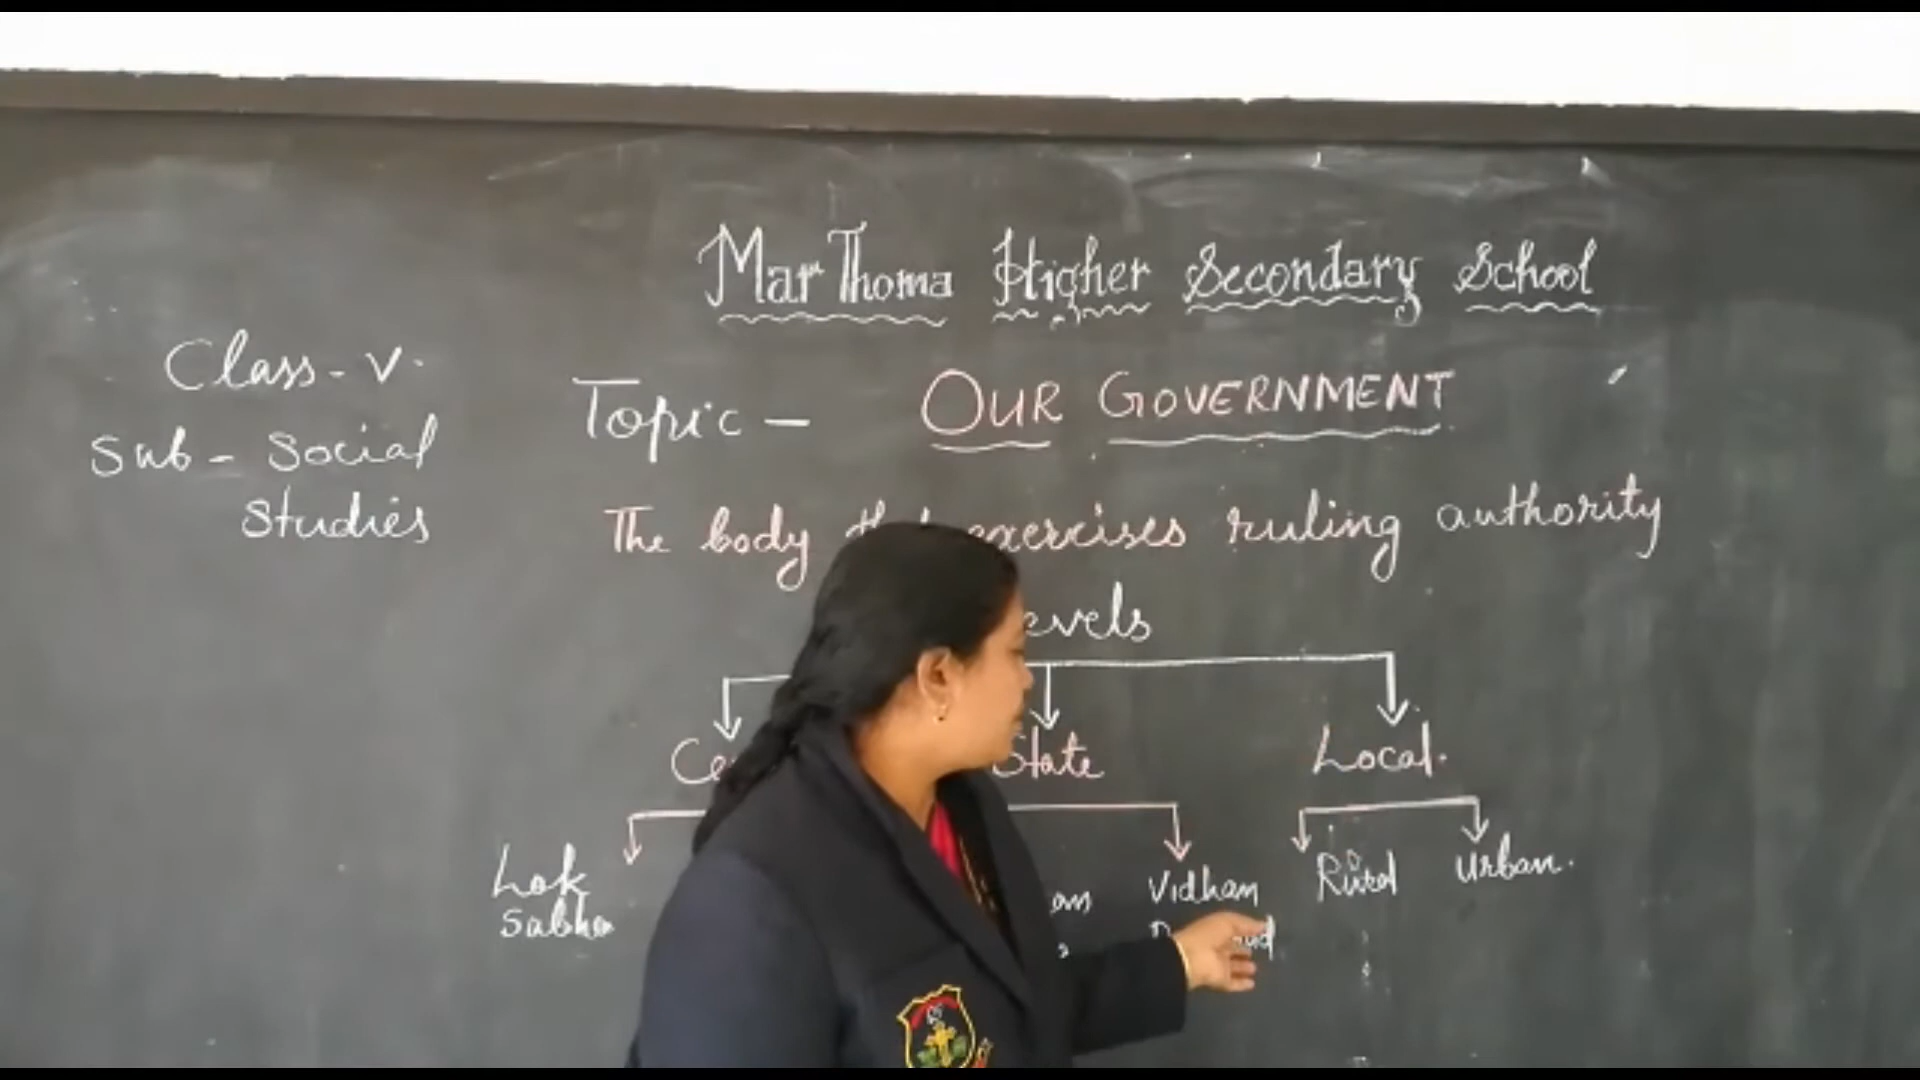 Mar Thoma Higher Secondary School
Class - V.
Topic - OUR GOVERNMENT
Sub - Social
Studies
The body exercises ruling authority
State
Local.
Lok
Sabha
Vidhan
Rural
Urban.